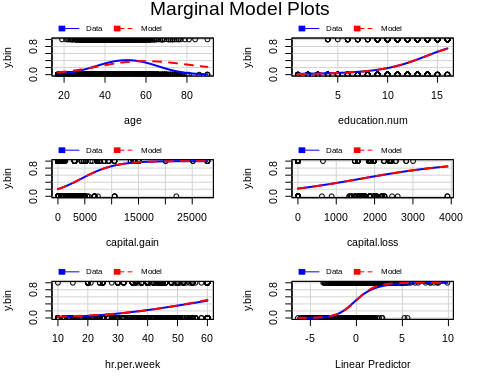 Marginal Model Plots
Data Model Data Model
y.bin 0.0 0.8 y.bin 0.0 0.8
20 40 60 80 5 10 15
age education.num
Data Model Data Model
y.bin 0.0 0.8 y.bin 0.0 0.8
0 5000 15000 25000 0 1000 2000 3000 4000
capital.gain capital.loss
Data Model Data Model
y.bin 0.0 0.8 y.bin 0.0 0.8
10 20 30 40 50 60 -5 0 5 10
hr.per.week Linear Predictor